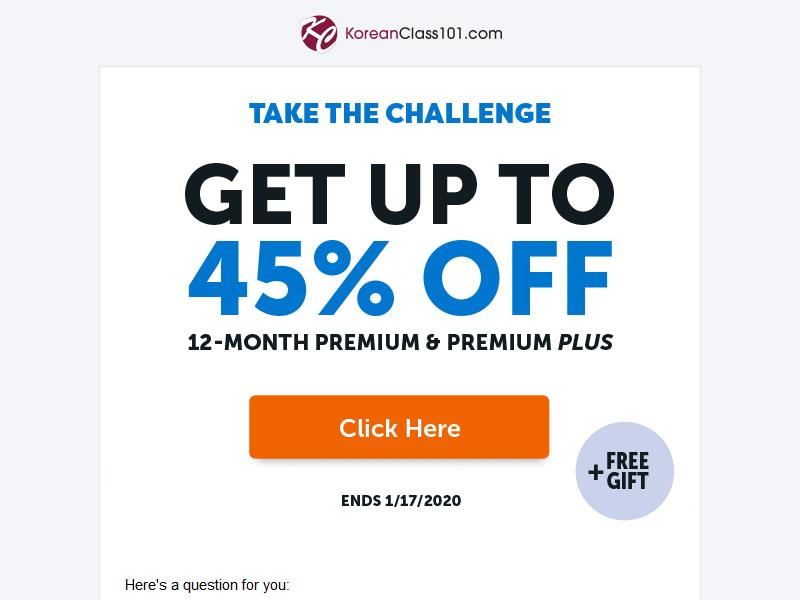 KoreanClass101.com
TAKE THE CHALLENGE
GET UP TO
45% OFF
12-MONTH PREMIUM & PREMIUM PLUS
Click Here
+ FREE
GIFT
ENDS 1/17/2020
Here's a question for you: